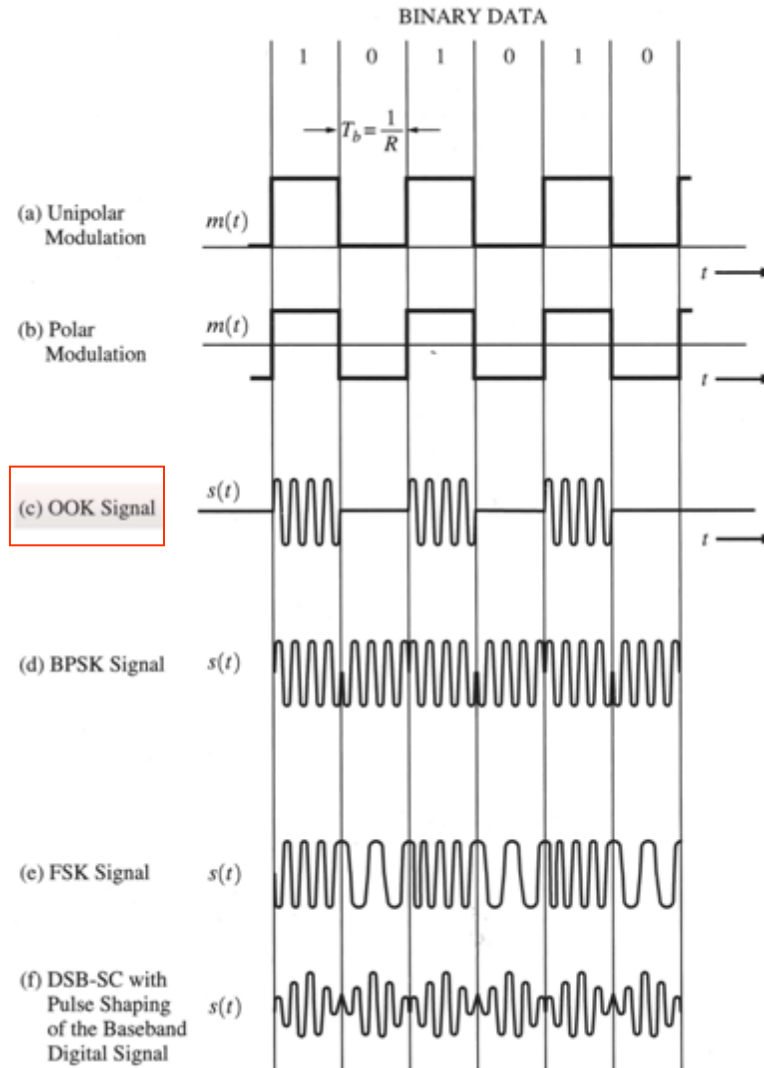 BINARY DATA
1 0 1 0 1 0
T_b = 1/R
(a) Unipolar
Modulation
m(t)
t
(b) Polar
Modulation
m(t)
t
(c) OOK Signal
s(t)
t
(d) BPSK Signal
s(t)
(e) FSK Signal
s(t)
(f) DSB-SC with
Pulse Shaping
of the Baseband
Digital Signal
s(t)